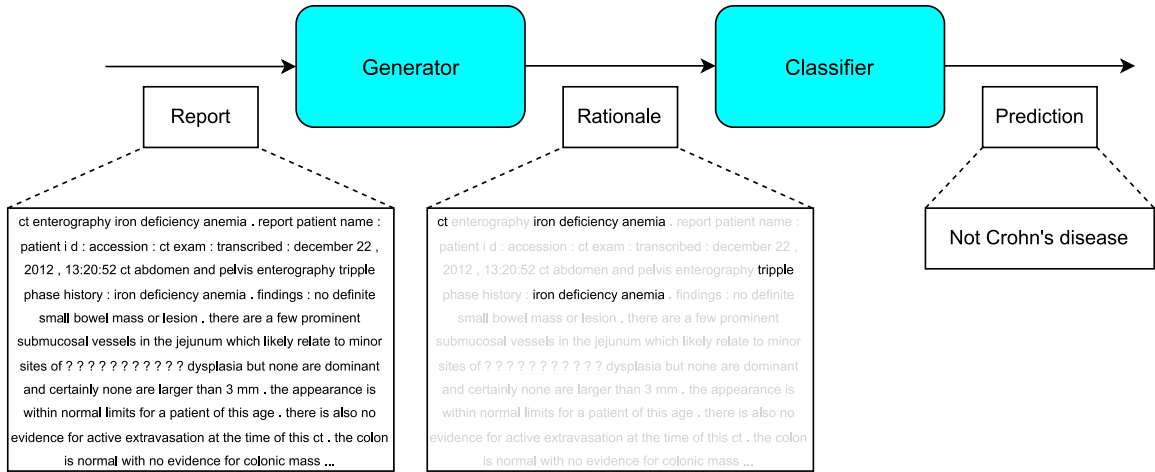 Generator
Classifier
Report
Rationale
Prediction
ct enterography iron deficiency anemia . report patient name :
patient i d : accession : ct exam : transcribed : december 22 ,
2012 , 13:20:52 ct abdomen and pelvis enterography tripple
phase history : iron deficiency anemia . findings : no definite
small bowel mass or lesion . there are a few prominent
submucosal vessels in the jejunum which likely relate to minor
sites of ? ? ? ? ? ? ? ? ? ? ? dysplasia but none are dominant
and certainly none are larger than 3 mm . the appearance is
within normal limits for a patient of this age . there is also no
evidence for active extravasation at the time of this ct . the colon
is normal with no evidence for colonic mass ...
ct enterography iron deficiency anemia . report patient name :
patient i d : accession : ct exam : transcribed : december 22 ,
2012 , 13:20:52 ct abdomen and pelvis enterography tripple
phase history : iron deficiency anemia . findings : no definite
small bowel mass or lesion . there are a few prominent
submucosal vessels in the jejunum which likely relate to minor
sites of ? ? ? ? ? ? ? ? ? ? ? dysplasia but none are dominant
and certainly none are larger than 3 mm . the appearance is
within normal limits for a patient of this age . there is also no
evidence for active extravasation at the time of this ct . the colon
is normal with no evidence for colonic mass ...
Not Crohn's disease